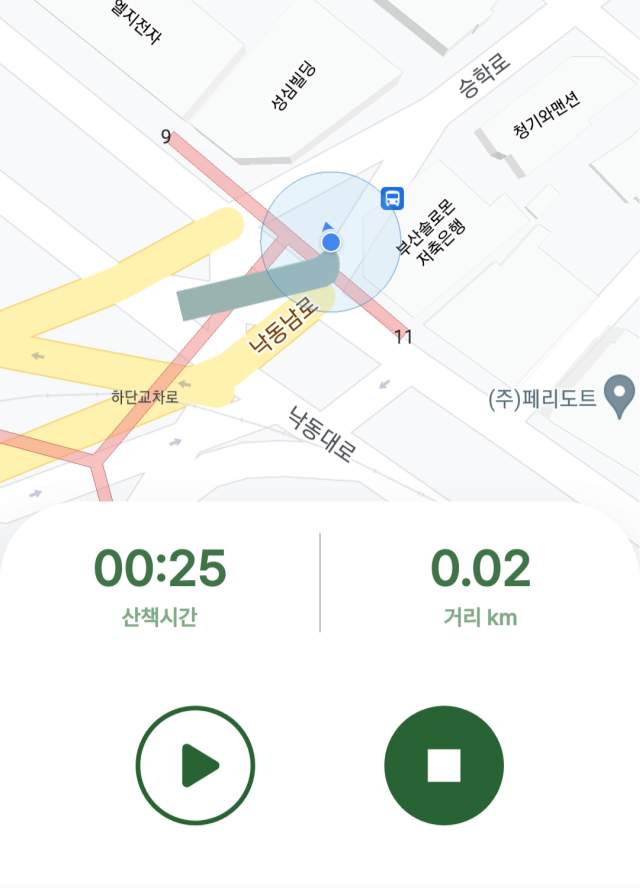 엘지전자
성심빌딩
승학로
청기와맨션
9
부산솔로몬
저축은행
낙동남로
11
하단교차로
(주)페리도트
낙동대로
00:25
0.02
산책시간
거리 km